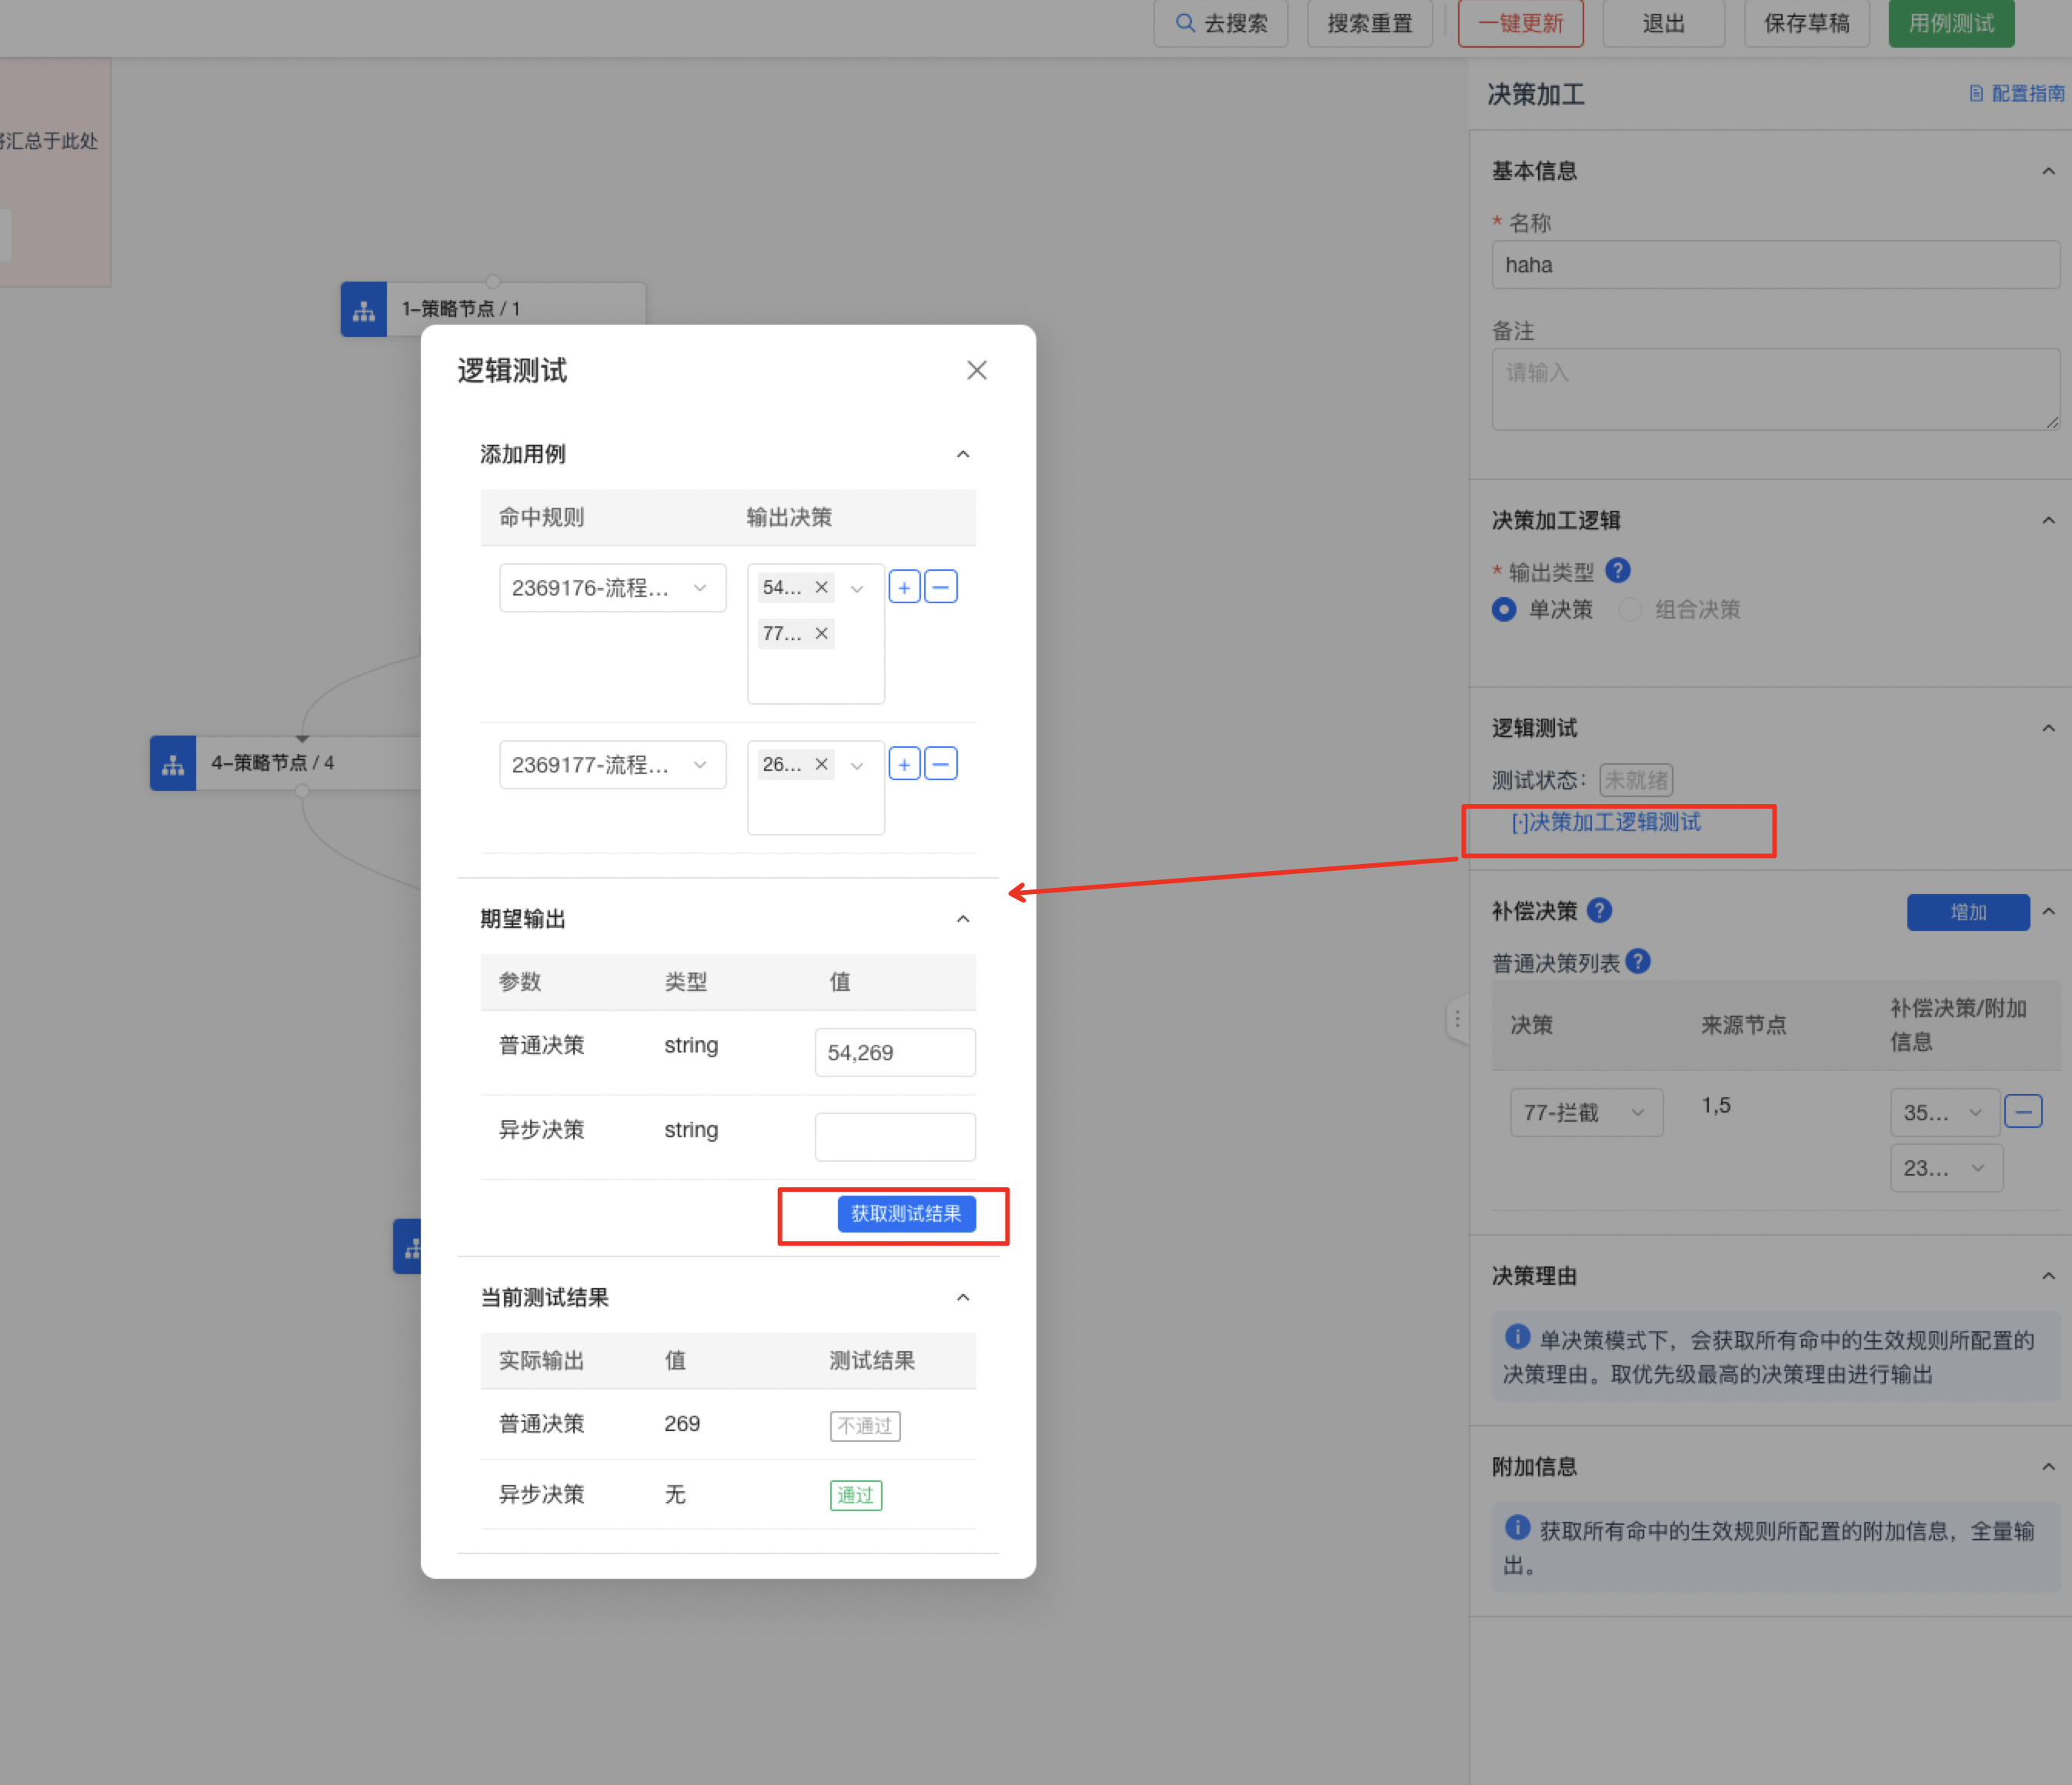 去搜索
搜索重置
一键更新
退出
保存草稿
用例测试
汇总于此处
1-策略节点 / 1
4-策略节点 / 4
逻辑测试
添加用例
命中规则 输出决策
2369176-流程... 54...
77...
2369177-流程... 26...
期望输出
参数 类型 值
普通决策 string 54,269
异步决策 string
获取测试结果
当前测试结果
实际输出 值 测试结果
普通决策 269 不通过
异步决策 无 通过
决策加工
配置指南
基本信息
* 名称
haha
备注
请输入
决策加工逻辑
* 输出类型
单决策 组合决策
逻辑测试
测试状态： 未就绪
[·]决策加工逻辑测试
补偿决策 增加
普通决策列表
决策 来源节点 补偿决策/附加
信息
77-拦截 1,5 35...
23...
决策理由
单决策模式下，会获取所有命中的生效规则所配置的
决策理由。取优先级最高的决策理由进行输出
附加信息
获取所有命中的生效规则所配置的附加信息，全量输
出。